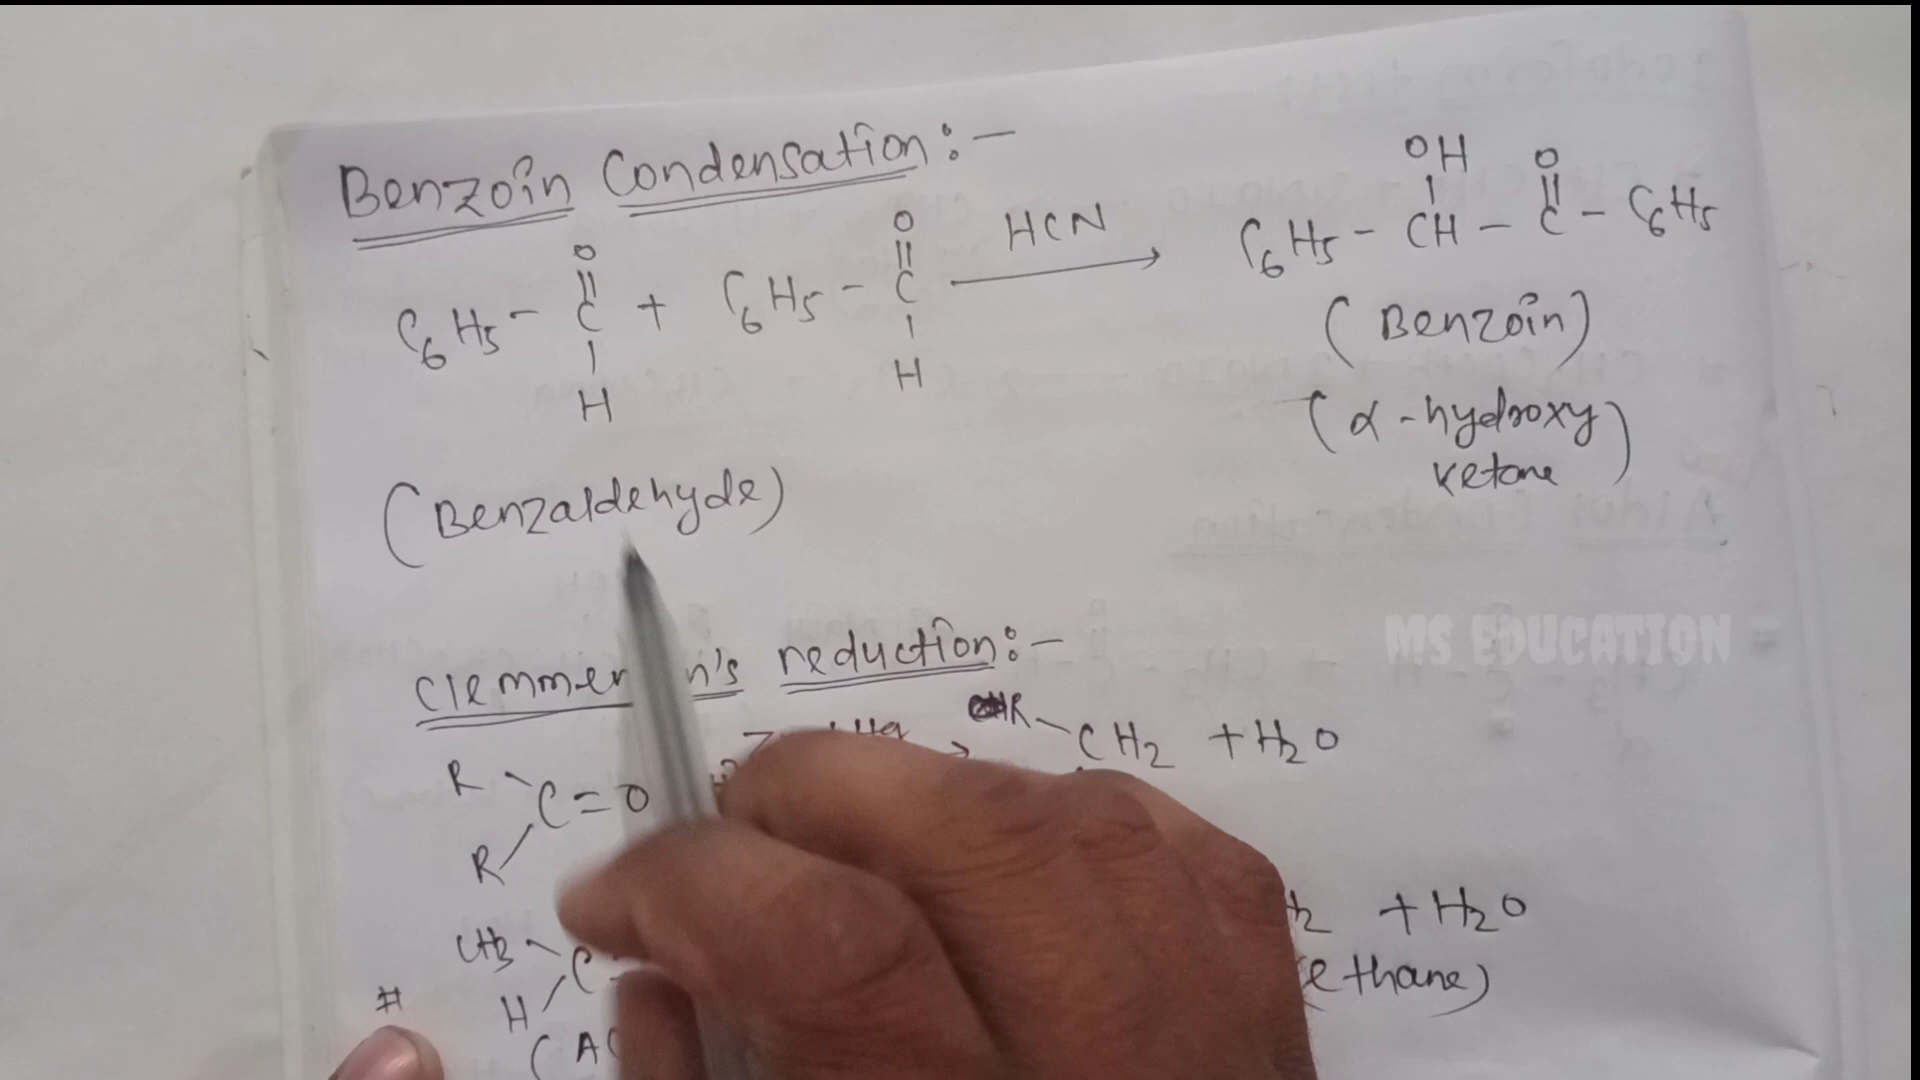 Benzoin Condensation:-
O O OH O
C6H5 - C + C6H5 - C HCN → C6H5 - CH - C - C6H5
H H
(Benzoin)
(α-hydroxy
ketone)
(Benzaldehyde)
MS EDUCATION
reduction:-
R R CH2 + H2O
C=O
R
+ H2O
CH3 C
H
#